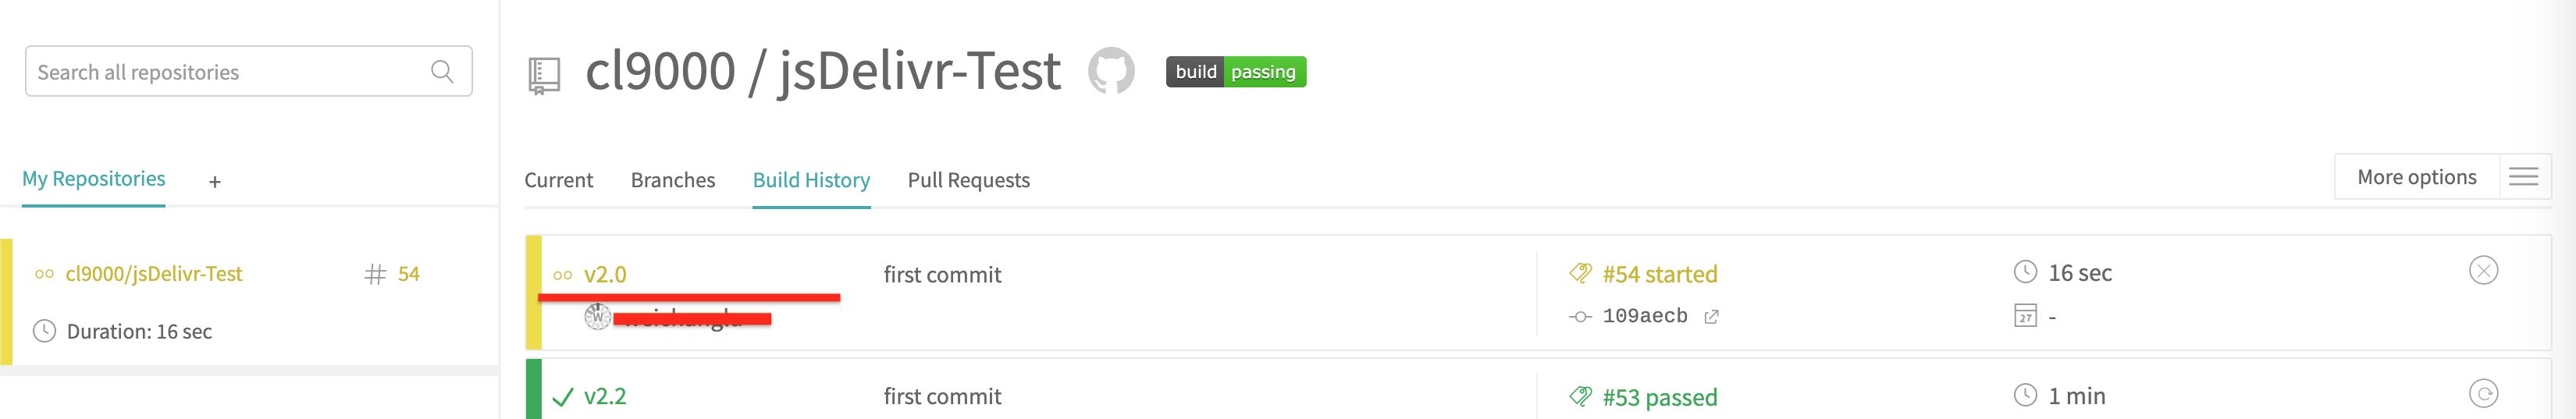 Search all repositories
My Repositories +
cl9000/jsDelivr-Test # 54
Duration: 16 sec
cl9000 / jsDelivr-Test build passing
Current Branches Build History Pull Requests
More options
v2.0 first commit #54 started 16 sec
109aecb 27 -
v2.2 first commit #53 passed 1 min